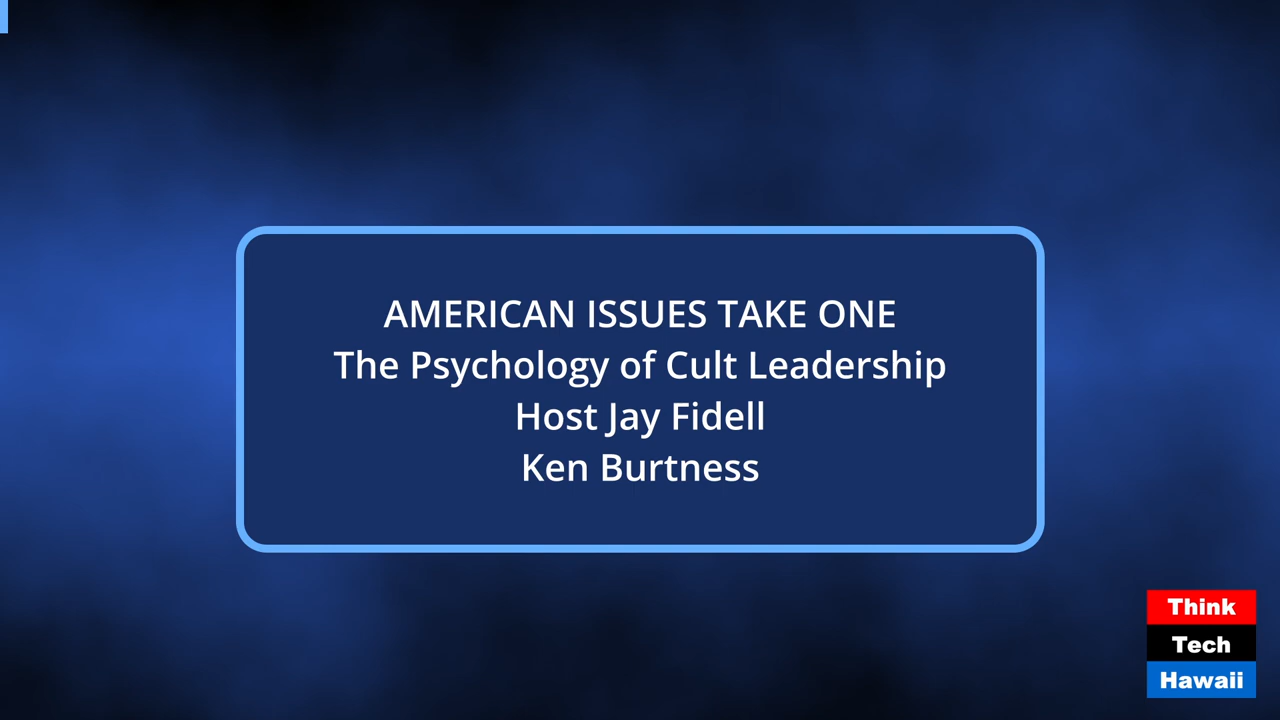 AMERICAN ISSUES TAKE ONE
The Psychology of Cult Leadership
Host Jay Fidell
Ken Burtness
Think
Tech
Hawaii